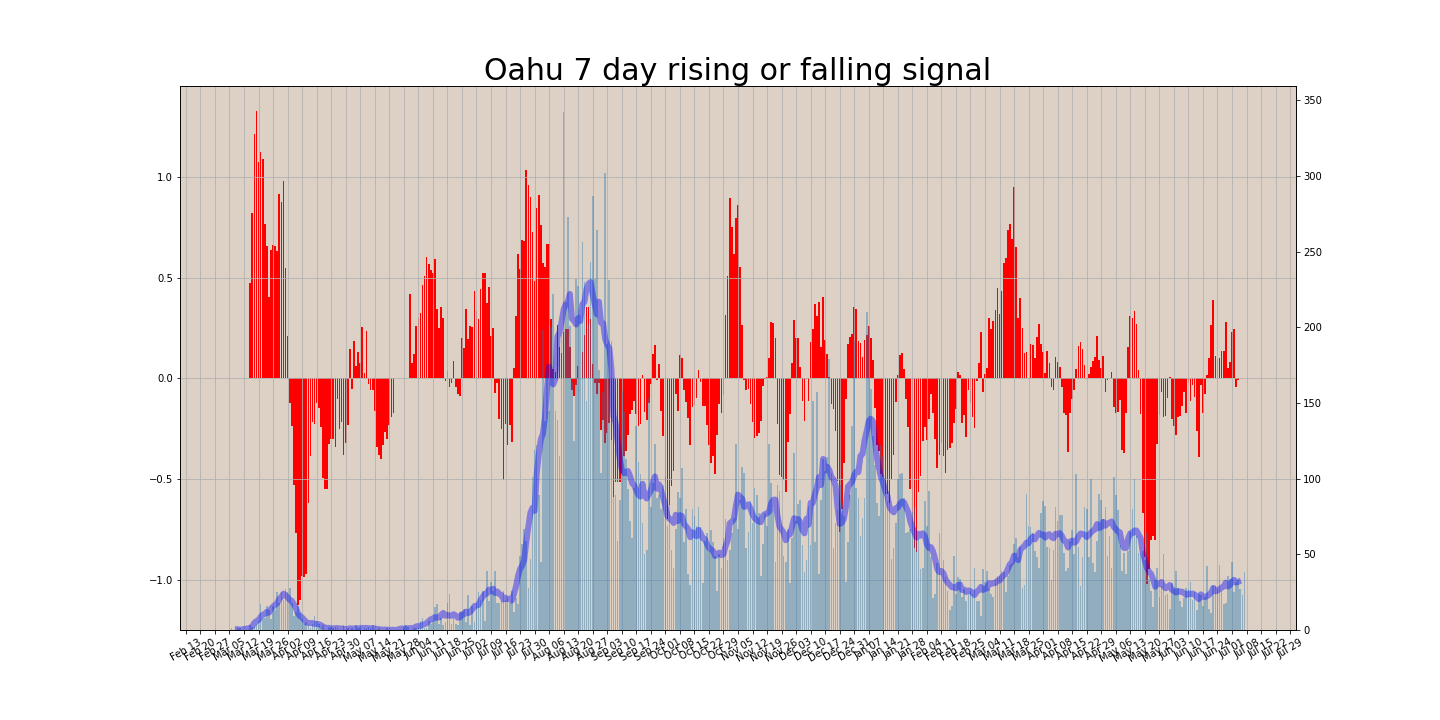 Oahu 7 day rising or falling signal
1.0
0.5
0.0
−0.5
−1.0
350
300
250
200
150
100
50
0
Feb 13
Feb 20
Feb 27
Mar 05
Mar 12
Mar 19
Mar 26
Apr 02
Apr 09
Apr 16
Apr 23
Apr 30
May 07
May 14
May 21
May 28
Jun 04
Jun 11
Jun 18
Jun 25
Jul 02
Jul 09
Jul 16
Jul 23
Jul 30
Aug 06
Aug 13
Aug 20
Aug 27
Sep 03
Sep 10
Sep 17
Sep 24
Oct 01
Oct 08
Oct 15
Oct 22
Oct 29
Nov 05
Nov 12
Nov 19
Nov 26
Dec 03
Dec 10
Dec 17
Dec 24
Dec 31
Jan 07
Jan 14
Jan 21
Jan 28
Feb 04
Feb 11
Feb 18
Feb 25
Mar 04
Mar 11
Mar 18
Mar 25
Apr 01
Apr 08
Apr 15
Apr 22
Apr 29
May 06
May 13
May 20
May 27
Jun 03
Jun 10
Jun 17
Jun 24
Jul 01
Jul 08
Jul 15
Jul 22
Jul 29